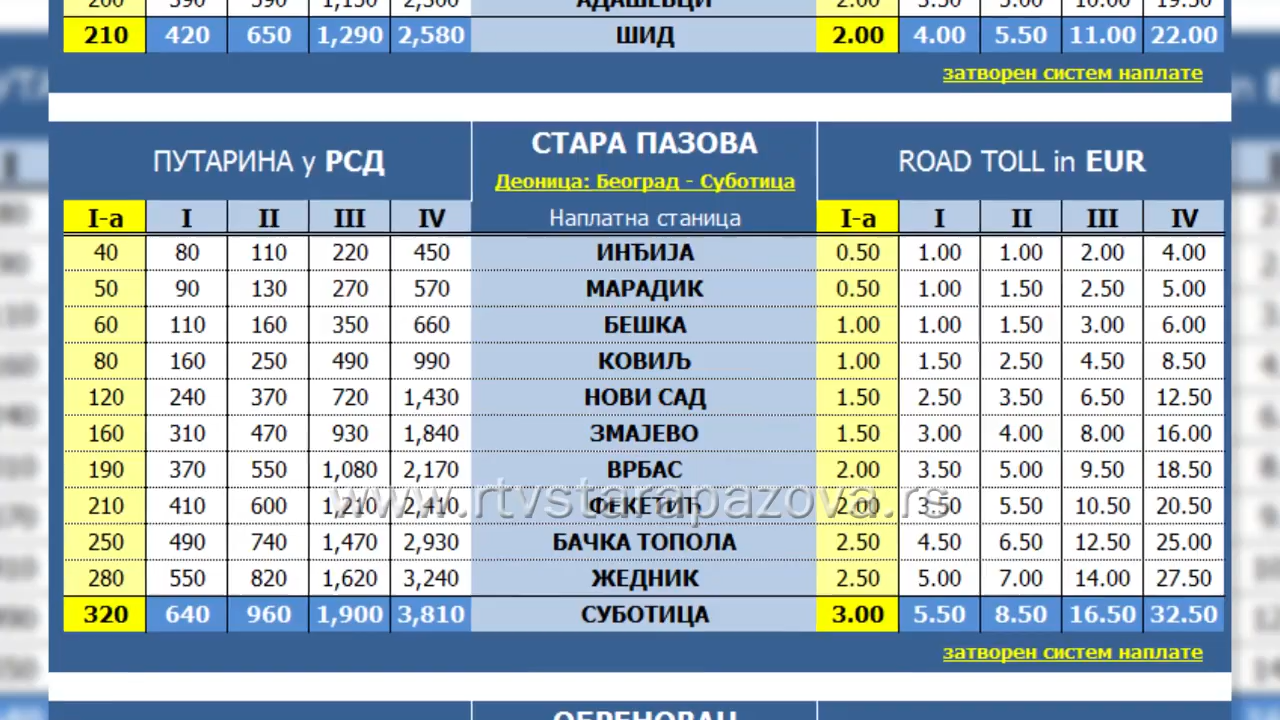 210 420 650 1,290 2,580 ШИД 2.00 4.00 5.50 11.00 22.00
затворен систем наплате
ПУТАРИНА у РСД
СТАРА ПАЗОВА
Деоница: Београд - Суботица
ROAD TOLL in EUR
I-a I II III IV Наплатна станица I-a I II III IV
40 80 110 220 450 ИНЂИЈА 0.50 1.00 1.00 2.00 4.00
50 90 130 270 570 МАРАДИК 0.50 1.00 1.50 2.50 5.00
60 110 160 350 660 БЕШКА 1.00 1.00 1.50 3.00 6.00
80 160 250 490 990 КОВИЉ 1.00 1.50 2.50 4.50 8.50
120 240 370 720 1,430 НОВИ САД 1.50 2.50 3.50 6.50 12.50
160 310 470 930 1,840 ЗМАЈЕВО 1.50 3.00 4.00 8.00 16.00
190 370 550 1,080 2,170 ВРБАС 2.00 3.50 5.00 9.50 18.50
www.rtvstarapazova.rs
210 410 600 1,210 2,410 ФЕКЕТИЋ 2.00 3.50 5.50 10.50 20.50
250 490 740 1,470 2,930 БАЧКА ТОПОЛА 2.50 4.50 6.50 12.50 25.00
280 550 820 1,620 3,240 ЖЕДНИК 2.50 5.00 7.00 14.00 27.50
320 640 960 1,900 3,810 СУБОТИЦА 3.00 5.50 8.50 16.50 32.50
затворен систем наплате